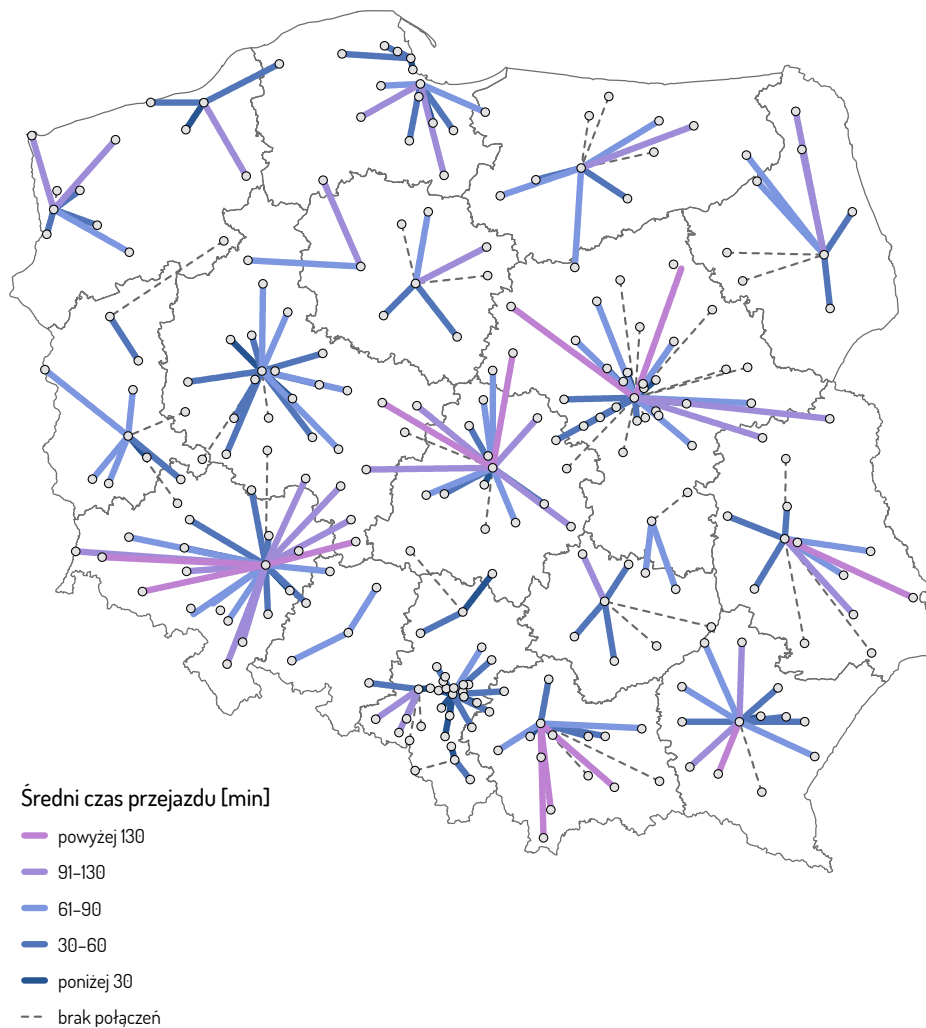 Średni czas przejazdu [min]
powyżej 130
91–130
61–90
30–60
poniżej 30
brak połączeń